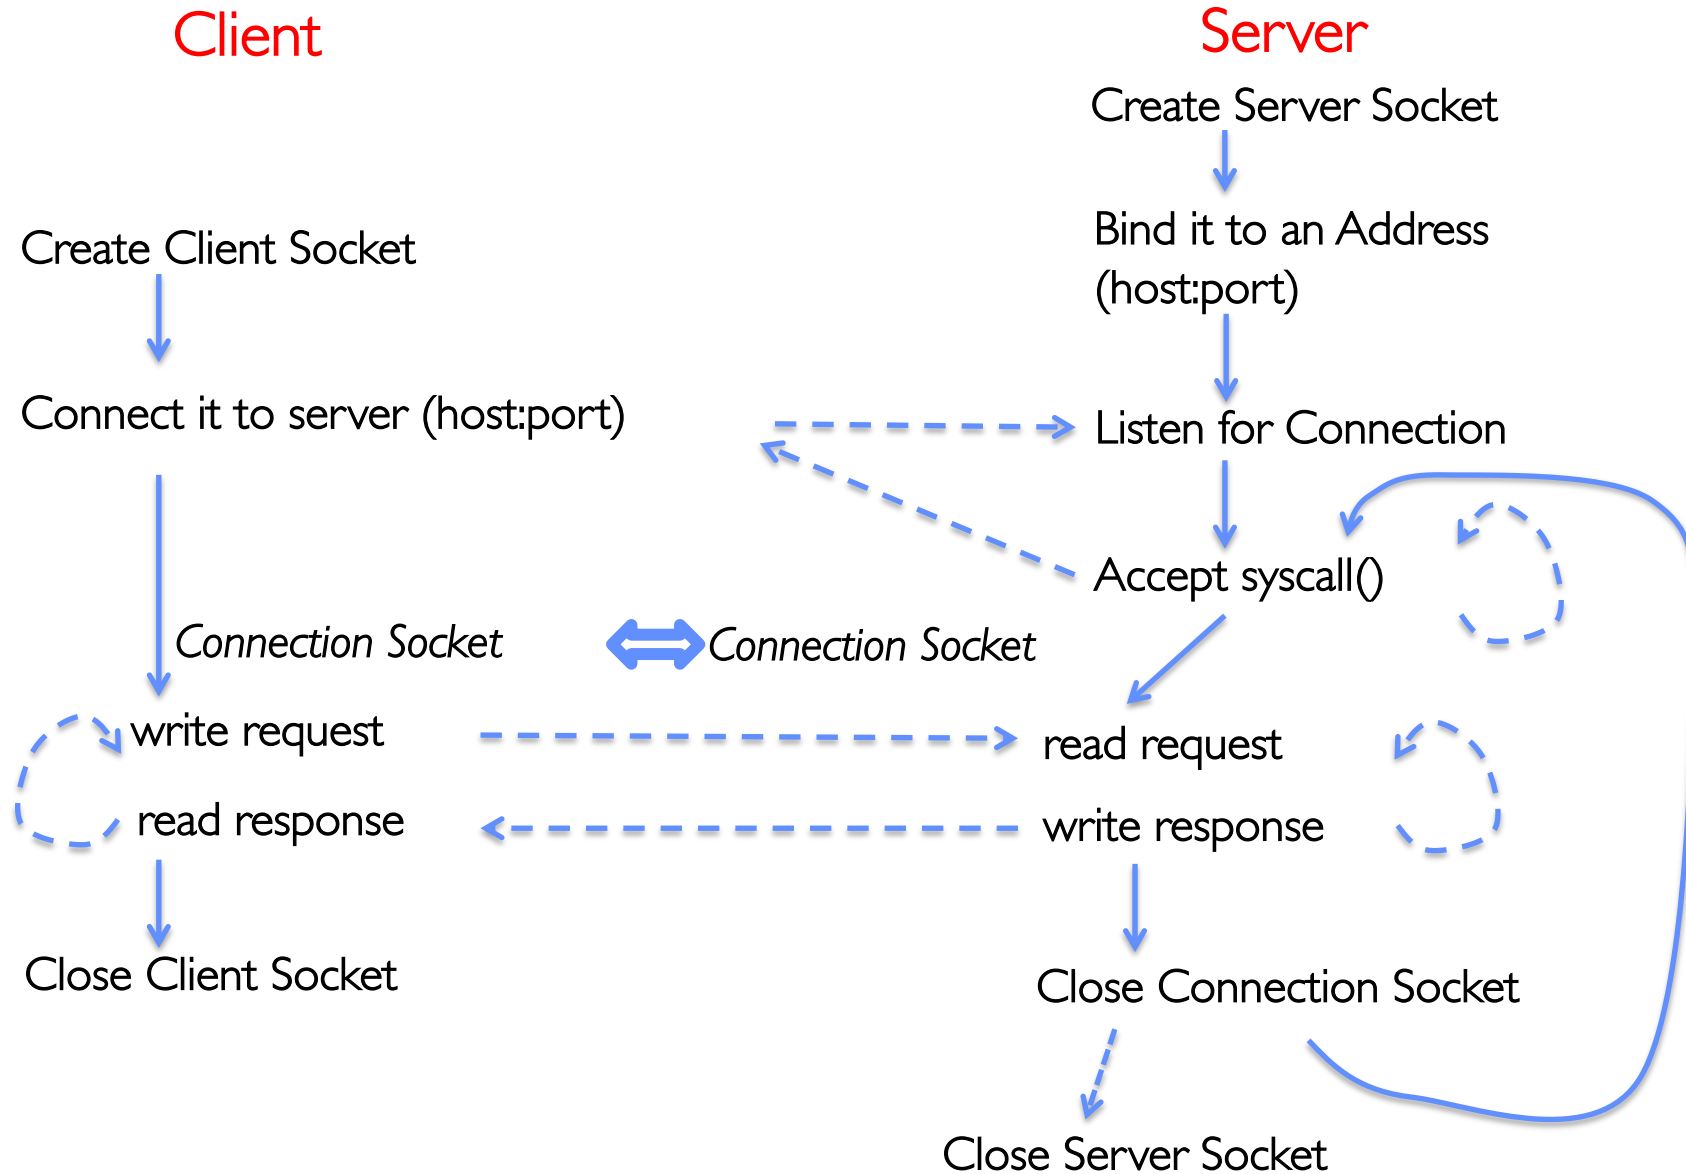 Client
Server
Create Server Socket
Bind it to an Address
(host:port)
Create Client Socket
Connect it to server (host:port)
Listen for Connection
Accept syscall()
Connection Socket
Connection Socket
write request
read request
read response
write response
Close Client Socket
Close Connection Socket
Close Server Socket